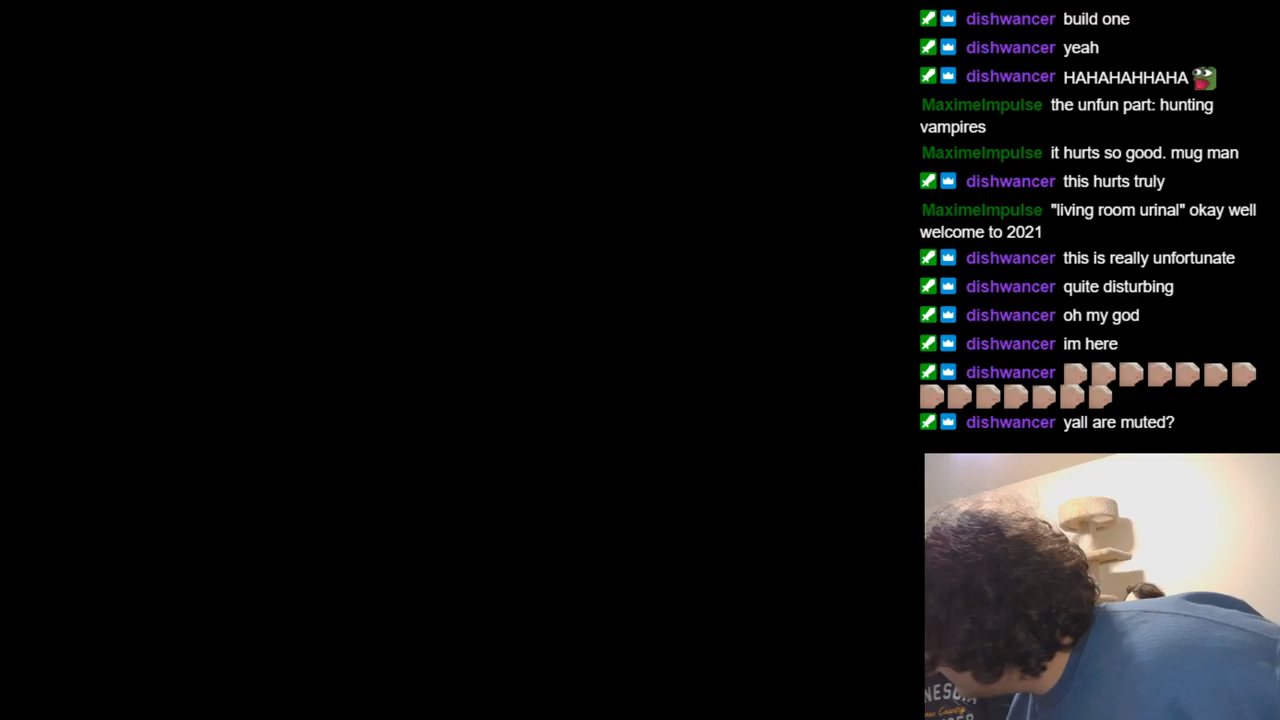 dishwancer build one
dishwancer yeah
dishwancer HAHAHAHHAHA
MaximeImpulse the unfun part: hunting
vampires
MaximeImpulse it hurts so good. mug man
dishwancer this hurts truly
MaximeImpulse "living room urinal" okay well
welcome to 2021
dishwancer this is really unfortunate
dishwancer quite disturbing
dishwancer oh my god
dishwancer im here
dishwancer
dishwancer yall are muted?
Country